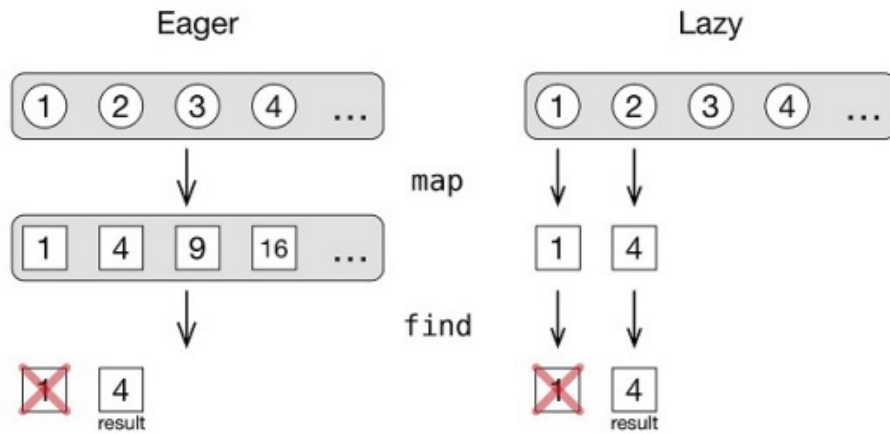 Eager Lazy
1 2 3 4 ... 1 2 3 4 ...
map
1 4 9 16 ... 1 4
find
1 4 1 4
result result